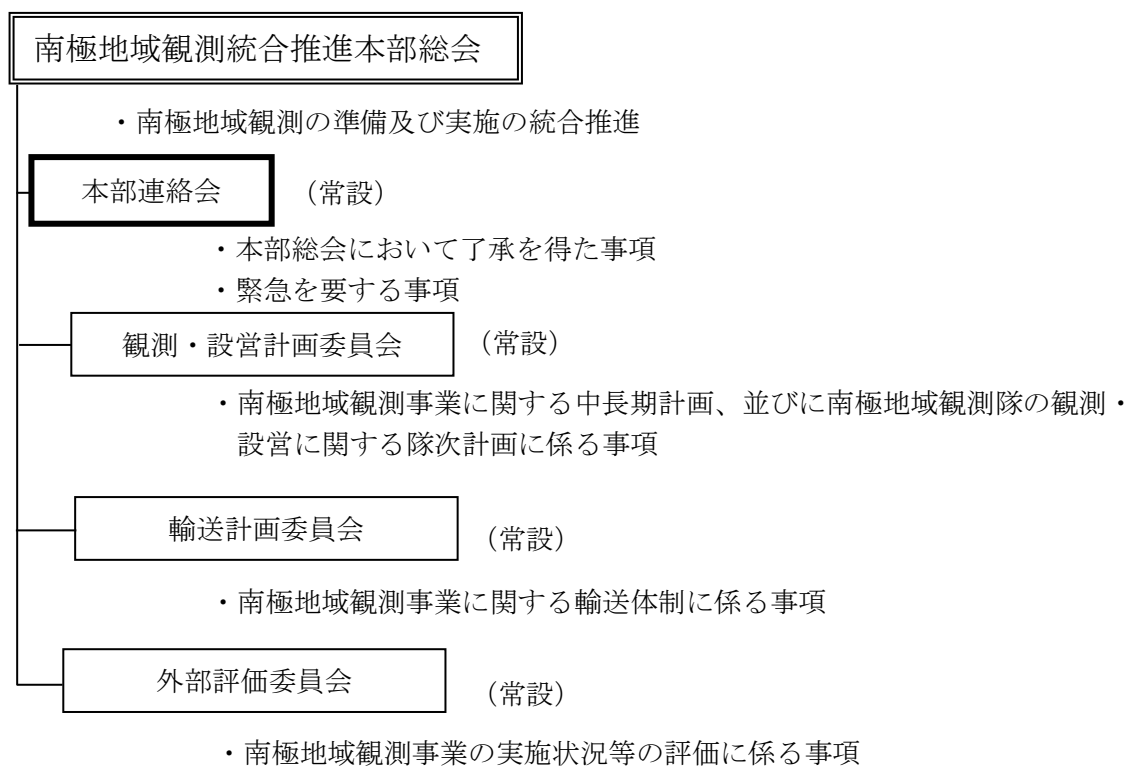 南極地域観測統合推進本部総会
・南極地域観測の準備及び実施の統合推進
本部連絡会 （常設）
・本部総会において了承を得た事項
・緊急を要する事項
観測・設営計画委員会 （常設）
・南極地域観測事業に関する中長期計画、並びに南極地域観測隊の観測・
設営に関する隊次計画に係る事項
輸送計画委員会 （常設）
・南極地域観測事業に関する輸送体制に係る事項
外部評価委員会 （常設）
・南極地域観測事業の実施状況等の評価に係る事項